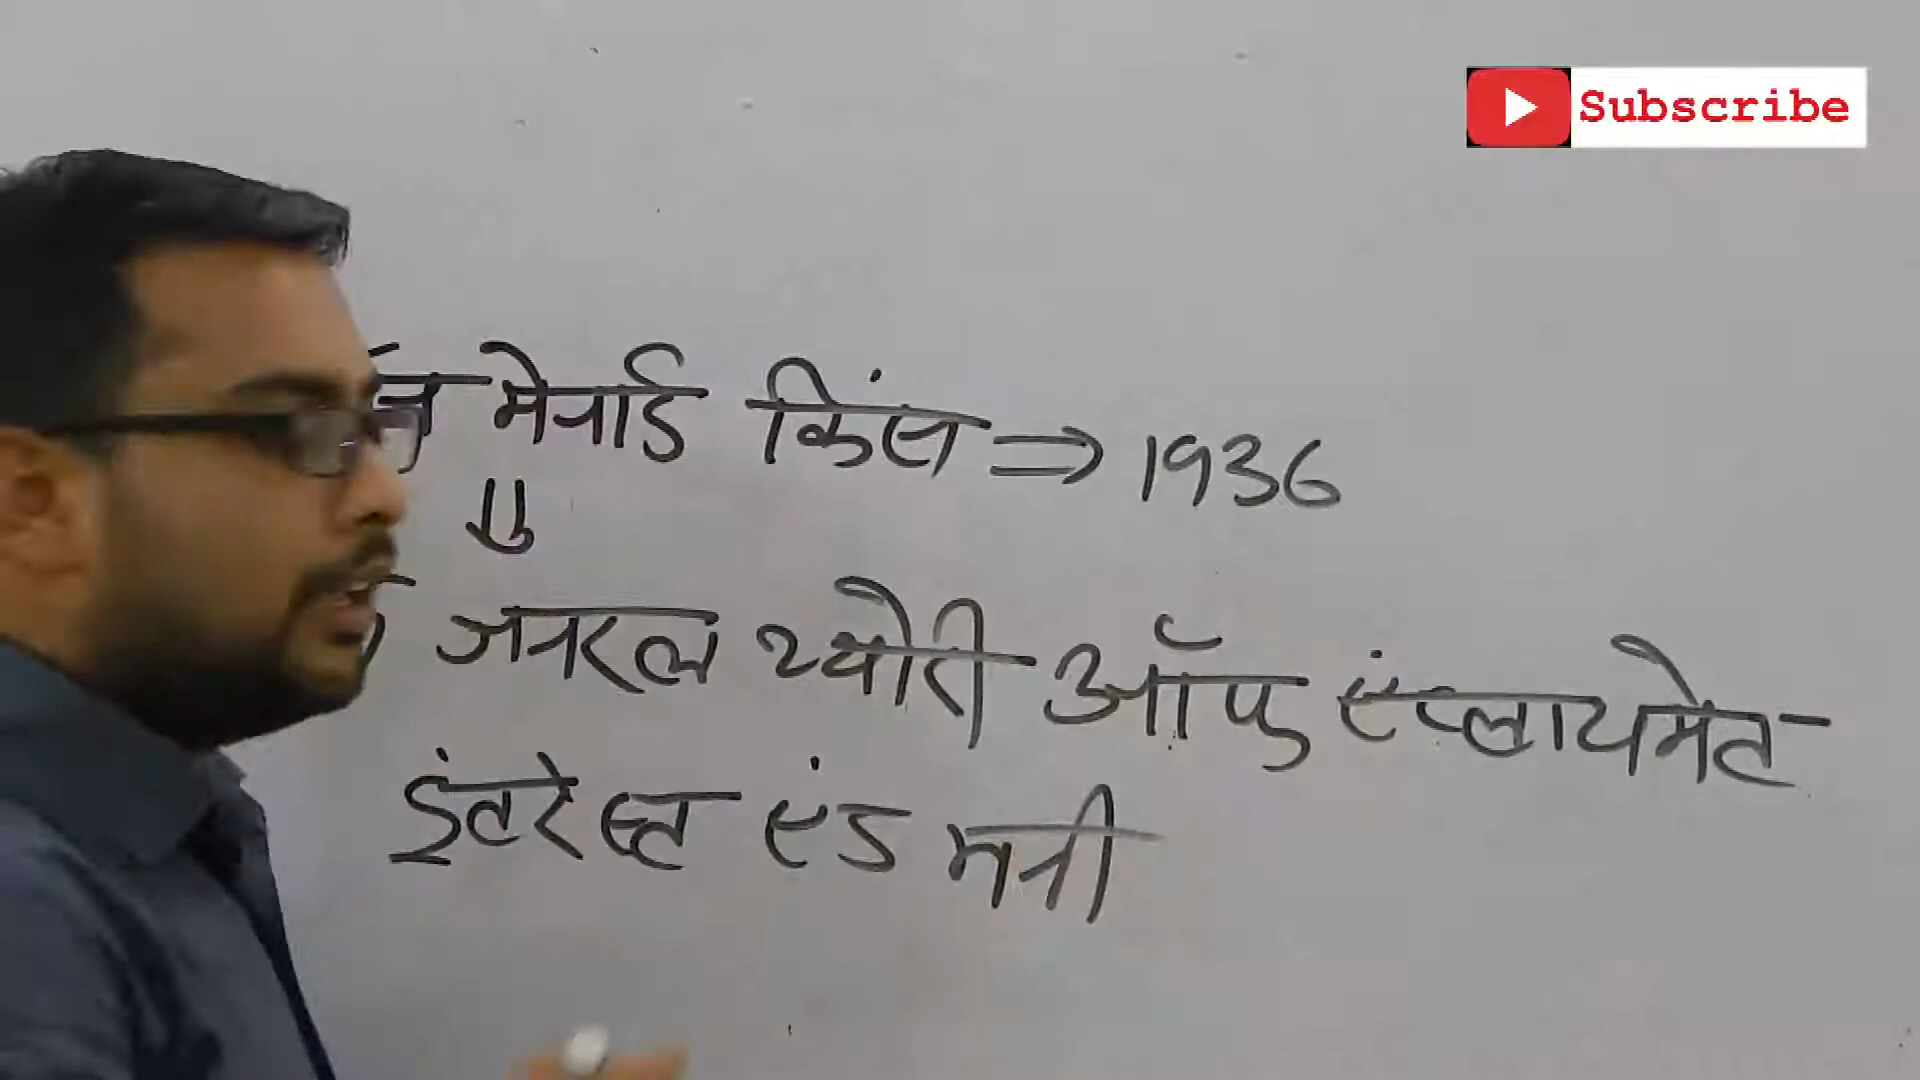 Subscribe
मेनार्ड किंस ⇒ 1936
जनरल थ्योरी ऑफ एंप्लायमेंट
इंटरेस्ट एंड मनी